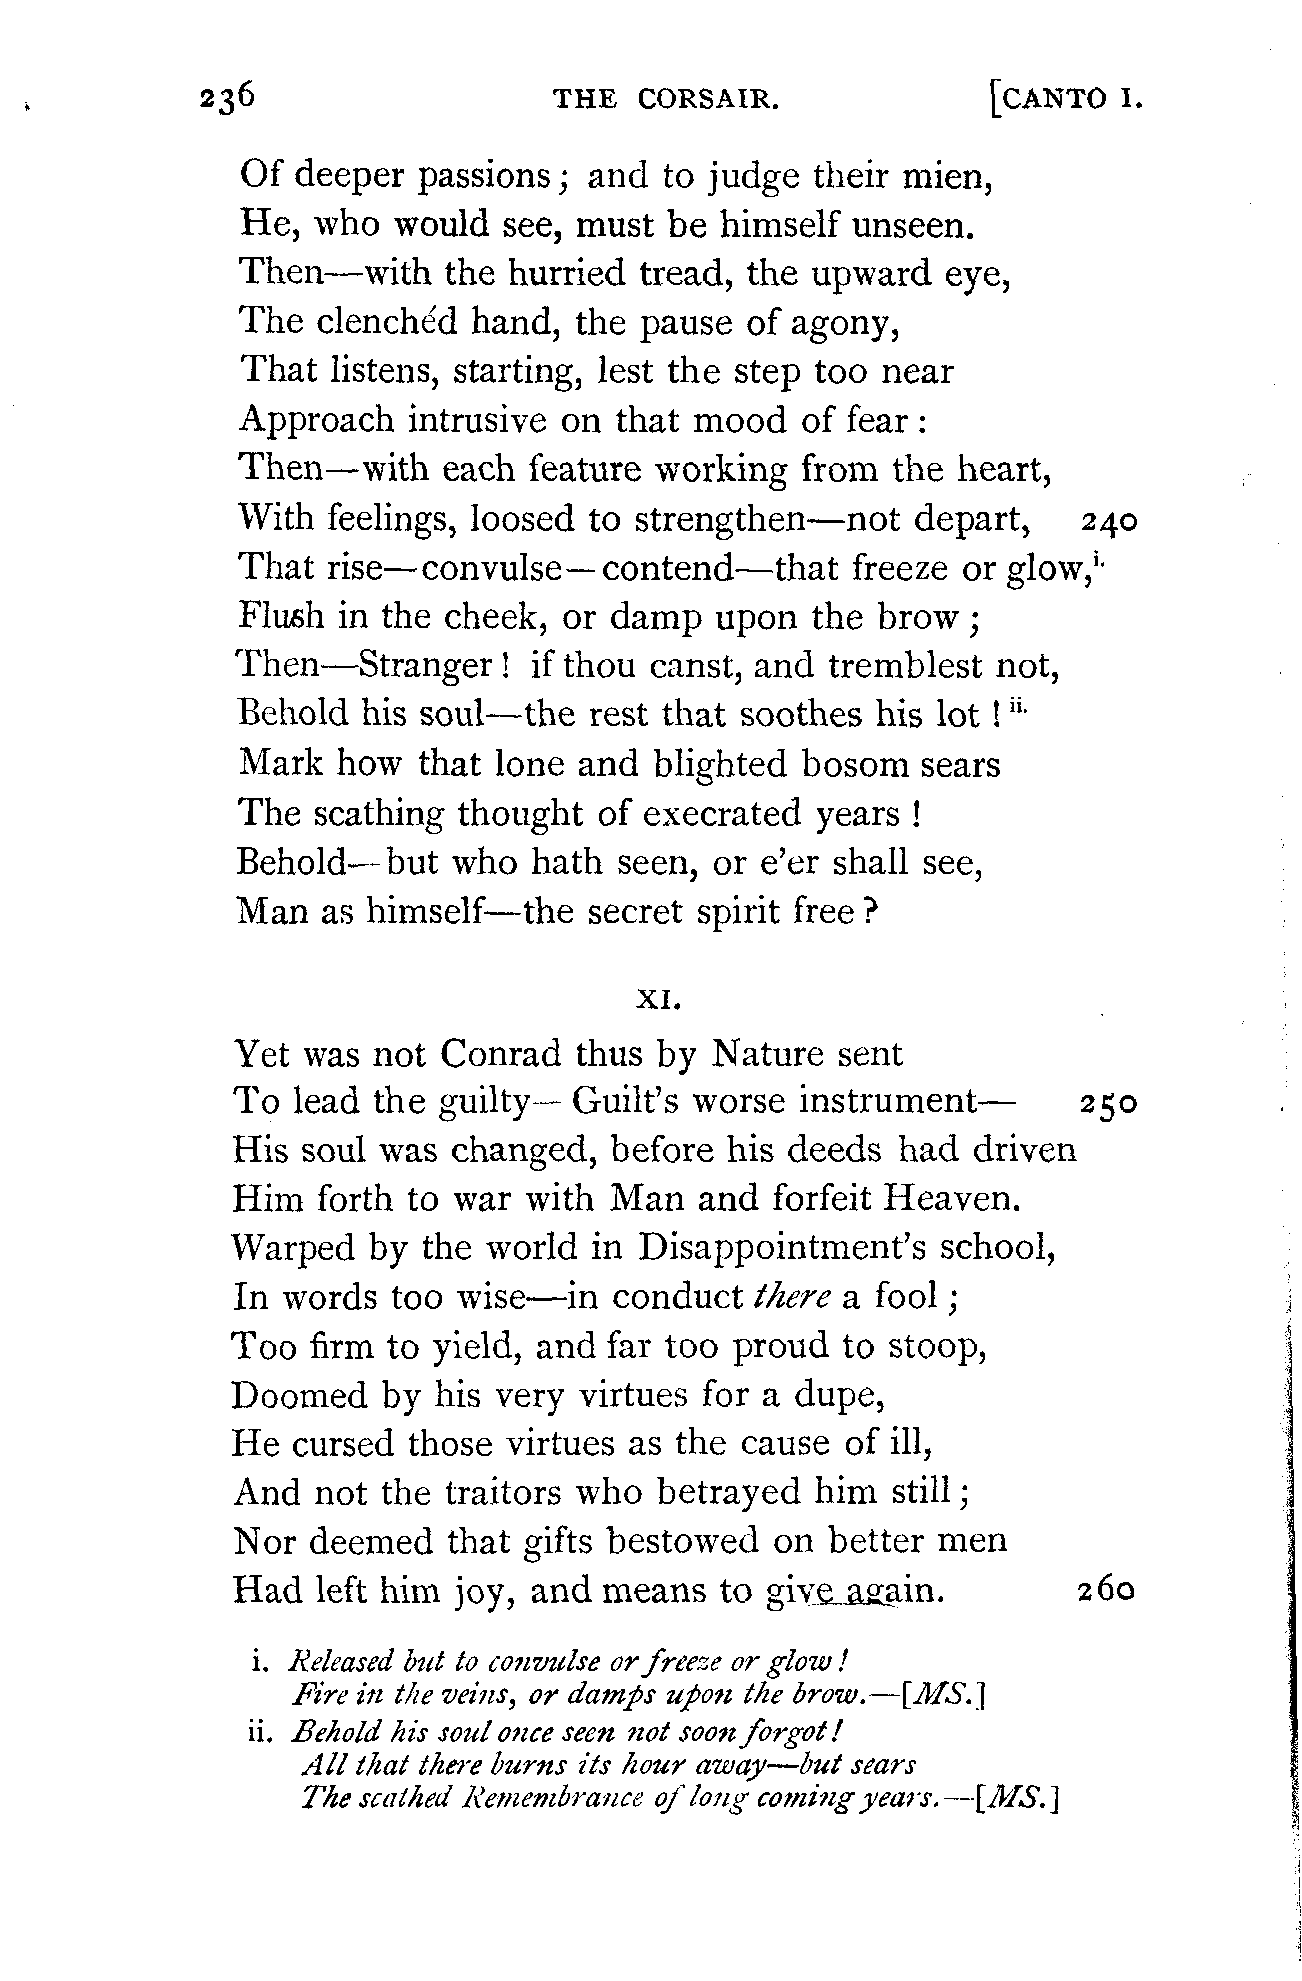 236 THE CORSAIR. [CANTO I.
Of deeper passions; and to judge their mien,
He, who would see, must be himself unseen.
Then—with the hurried tread, the upward eye,
The clenchéd hand, the pause of agony,
That listens, starting, lest the step too near
Approach intrusive on that mood of fear:
Then—with each feature working from the heart,
With feelings, loosed to strengthen—not depart, 240
That rise—convulse—contend—that freeze or glow,i.
Flush in the cheek, or damp upon the brow;
Then—Stranger! if thou canst, and tremblest not,
Behold his soul—the rest that soothes his lot! ii.
Mark how that lone and blighted bosom sears
The scathing thought of execrated years!
Behold—but who hath seen, or e'er shall see,
Man as himself—the secret spirit free?
XI.
Yet was not Conrad thus by Nature sent
To lead the guilty—Guilt's worse instrument— 250
His soul was changed, before his deeds had driven
Him forth to war with Man and forfeit Heaven.
Warped by the world in Disappointment's school,
In words too wise—in conduct there a fool;
Too firm to yield, and far too proud to stoop,
Doomed by his very virtues for a dupe,
He cursed those virtues as the cause of ill,
And not the traitors who betrayed him still;
Nor deemed that gifts bestowed on better men
Had left him joy, and means to give again. 260
i. Released but to convulse or freeze or glow!
Fire in the veins, or damps upon the brow.—[MS.]
ii. Behold his soul once seen not soon forgot!
All that there burns its hour away—but sears
The scathed Remembrance of long coming years.—[MS.]